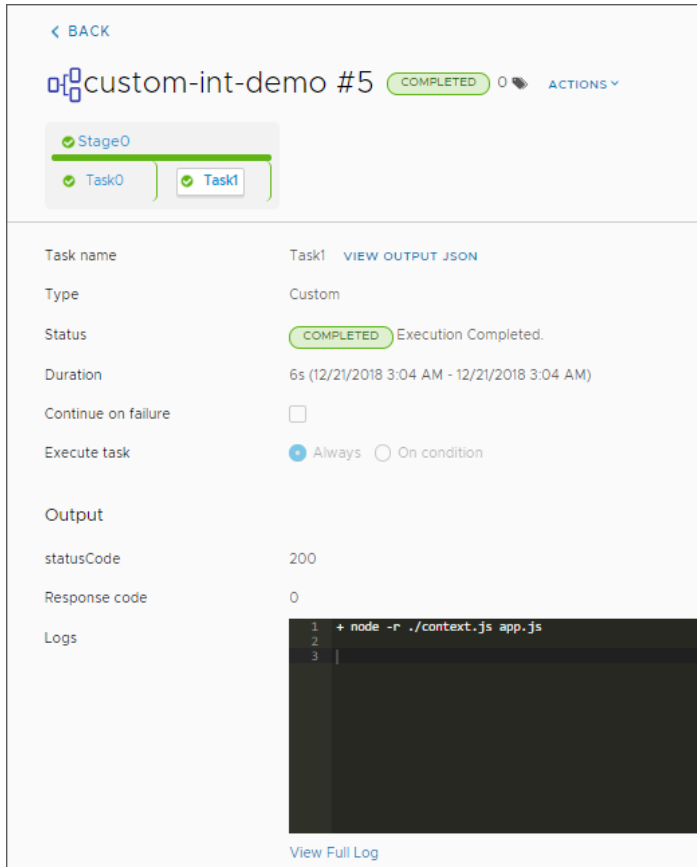 BACK
custom-int-demo #5 COMPLETED 0 ACTIONS
Stage0
Task0 Task1
Task name Task1 VIEW OUTPUT JSON
Type Custom
Status COMPLETED Execution Completed.
Duration 6s (12/21/2018 3:04 AM - 12/21/2018 3:04 AM)
Continue on failure
Execute task Always On condition
Output
statusCode 200
Response code 0
Logs
1 + node -r ./context.js app.js
2
3
View Full Log